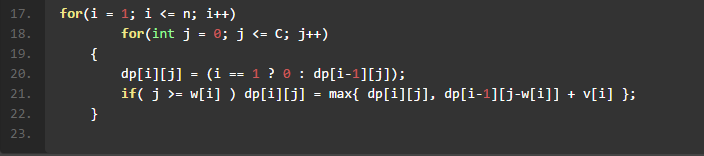 17. for(i = 1; i <= n; i++)
18.         for(int j = 0; j <= C; j++)
19.     {
20.         dp[i][j] = (i == 1 ? 0 : dp[i-1][j]);
21.         if( j >= w[i] ) dp[i][j] = max{ dp[i][j], dp[i-1][j-w[i]] + v[i] };
22.     }
23.